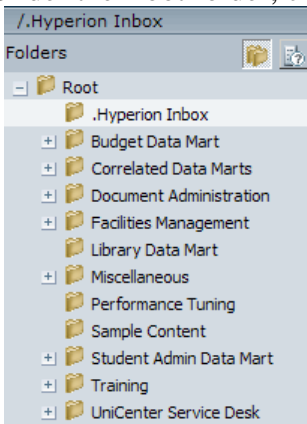 /.Hyperion Inbox
Folders
Root
.Hyperion Inbox
Budget Data Mart
Correlated Data Marts
Document Administration
Facilities Management
Library Data Mart
Miscellaneous
Performance Tuning
Sample Content
Student Admin Data Mart
Training
UniCenter Service Desk